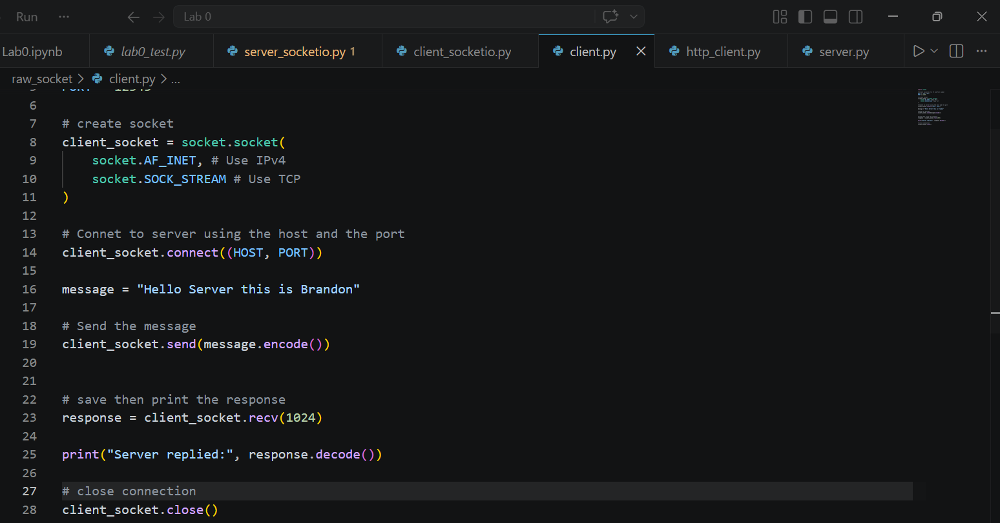 Run ··· Lab 0
Lab0.ipynb lab0_test.py server_socketio.py 1 client_socketio.py client.py http_client.py server.py
raw_socket > client.py > ...
6
7 # create socket
8 client_socket = socket.socket(
9 socket.AF_INET, # Use IPv4
10 socket.SOCK_STREAM # Use TCP
11 )
12
13 # Connet to server using the host and the port
14 client_socket.connect((HOST, PORT))
15
16 message = "Hello Server this is Brandon"
17
18 # Send the message
19 client_socket.send(message.encode())
20
21
22 # save then print the response
23 response = client_socket.recv(1024)
24
25 print("Server replied:", response.decode())
26
27 # close connection
28 client_socket.close()